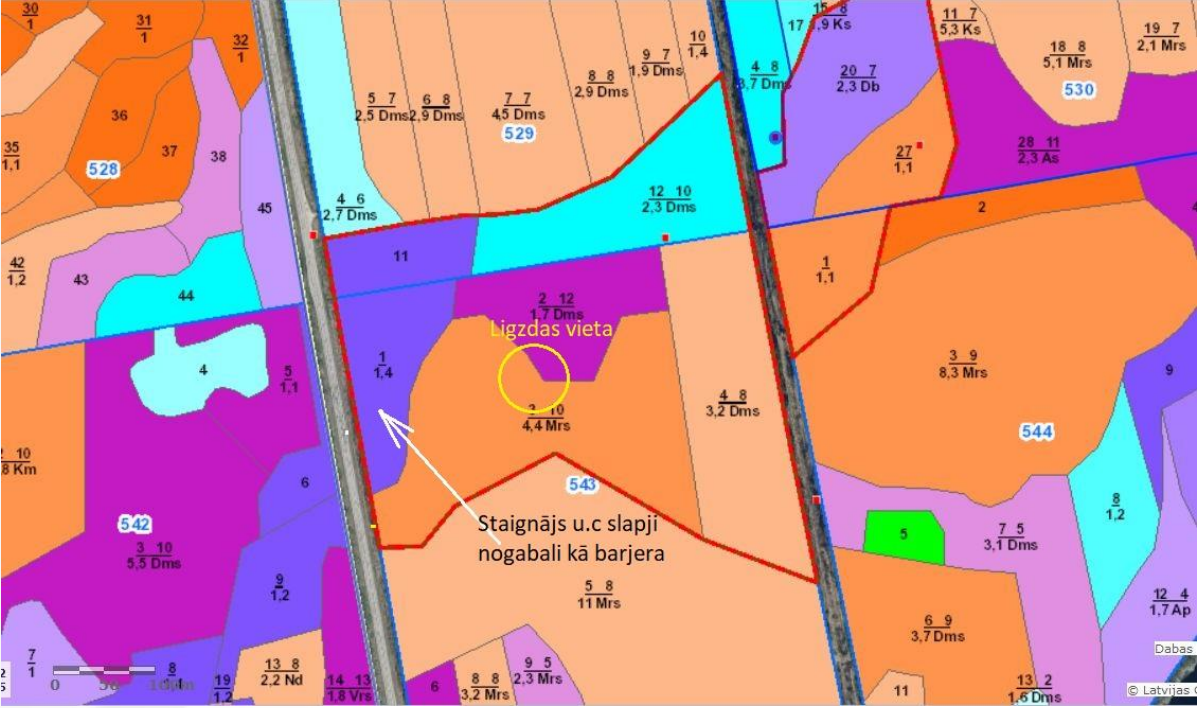 30
1
31
1
32
1
36
35
1,1
37
38
528
45
42
1,2
43
44
5 7
2,5 Dms
6 8
2,9 Dms
7 7
4,5 Dms
529
8 8
2,9 Dms
9 7
1,9 Dms
10
1,4
4 6
2,7 Dms
11
12 10
2,3 Dms
4 8
3,7 Dms
17
15 8
1,9 Ks
20 7
2,3 Db
27
1,1
11 7
5,3 Ks
18 8
5,1 Mrs
530
19 7
2,1 Mrs
28 11
2,3 As
2
1
1,1
4
5
1,1
2 12
1,7 Dms
Ligzdas vieta
1
1,4
3 10
4,4 Mrs
4 8
3,2 Dms
3 9
8,3 Mrs
9
544
10
8 Km
6
542
3 10
5,5 Dms
543
Staignājs u.c slapji
nogabali kā barjera
5
7 5
3,1 Dms
8
1,2
9
1,2
5 8
11 Mrs
6 9
3,7 Dms
12 4
1,7 Ap
7
1
8
19
1,2
13 8
2,2 Nd
14 13
1,8 Vrs
6
8 8
3,2 Mrs
9 5
2,3 Mrs
11
13 2
1,6 Dms
Dabas
0 50 100m
© Latvijas